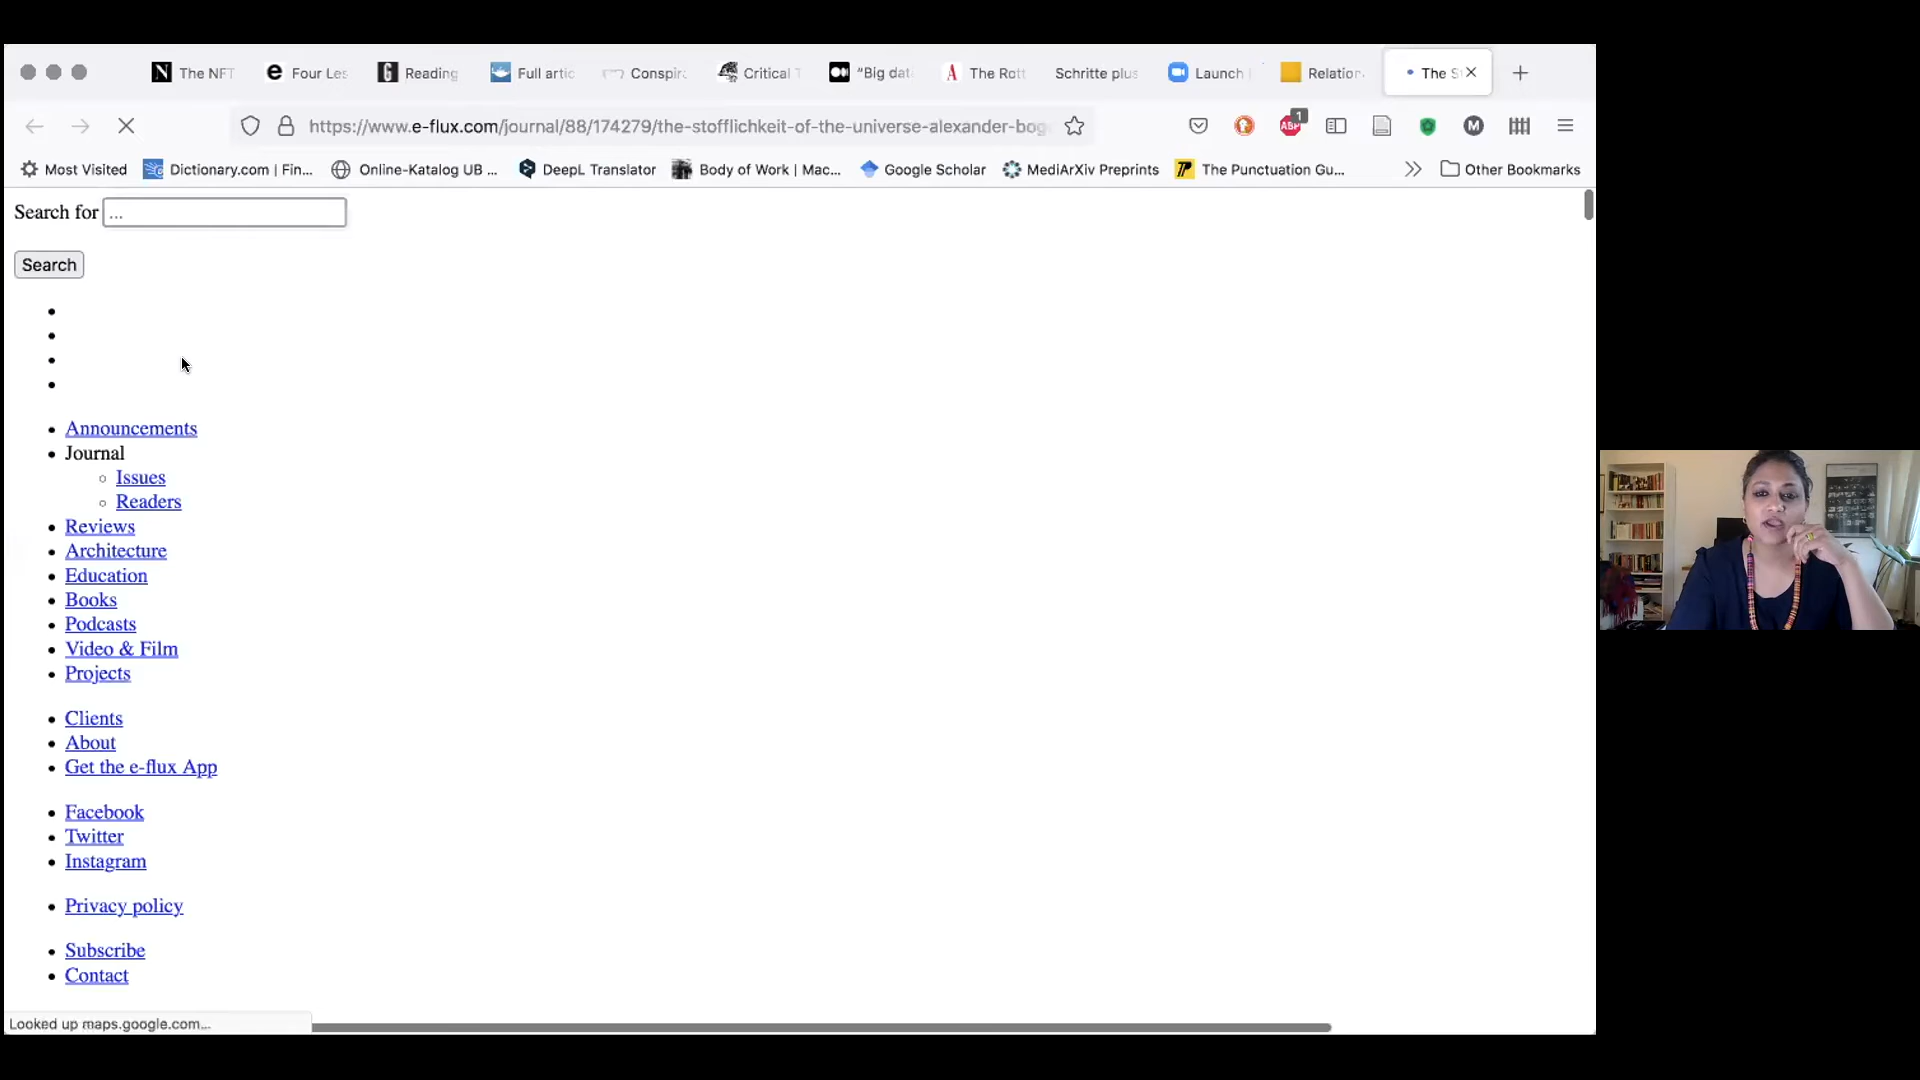 The NFT
Four Les
Reading
Full artic
Conspir
Critical T
"Big dat
The Rott
Schritte plus
Launch
Relation
The S
https://www.e-flux.com/journal/88/174279/the-stofflichkeit-of-the-universe-alexander-bog
ABP
1
M
Most Visited
Dictionary.com | Fin...
Online-Katalog UB ...
DeepL Translator
Body of Work | Mac...
Google Scholar
MediArXiv Preprints
The Punctuation Gu...
Other Bookmarks
Search for ...
Search
Announcements
Journal
Issues
Readers
Reviews
Architecture
Education
Books
Podcasts
Video & Film
Projects
Clients
About
Get the e-flux App
Facebook
Twitter
Instagram
Privacy policy
Subscribe
Contact
Looked up maps.google.com...